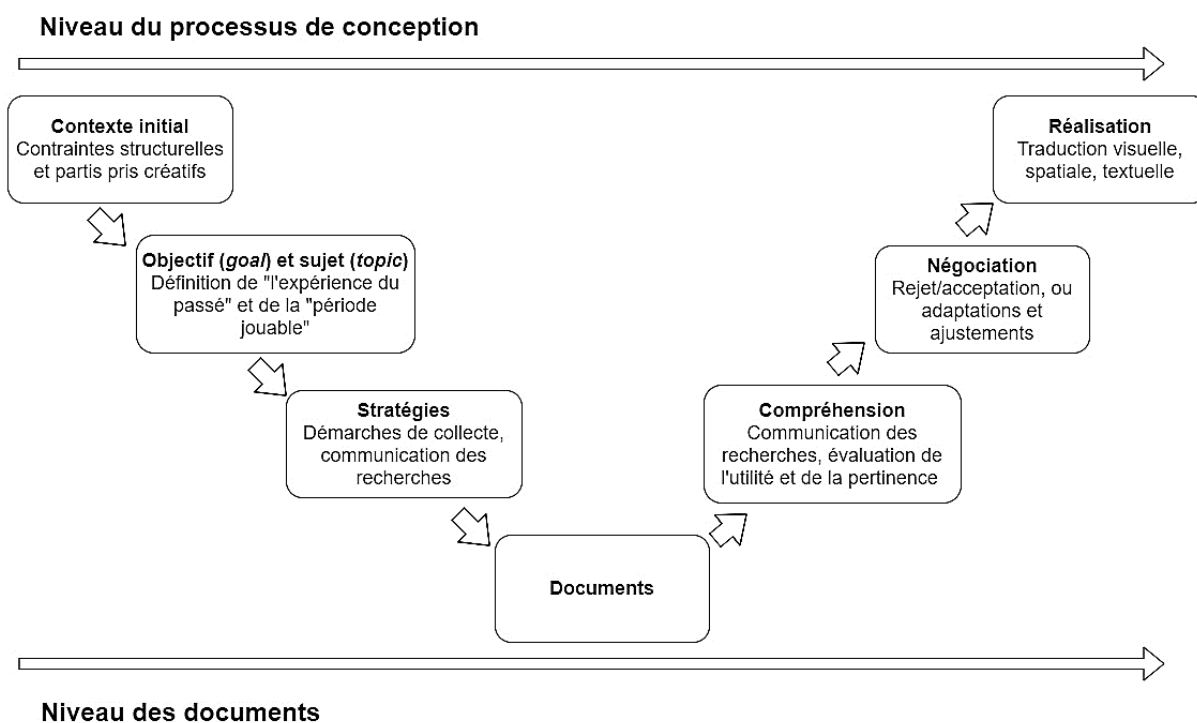 Niveau du processus de conception
Contexte initial
Contraintes structurelles
et partis pris créatifs
Objectif (goal) et sujet (topic)
Définition de "l'expérience du
passé" et de la "période
jouable"
Stratégies
Démarches de collecte,
communication des
recherches
Documents
Compréhension
Communication des
recherches, évaluation de
l'utilité et de la pertinence
Négociation
Rejet/acceptation, ou
adaptations et
ajustements
Réalisation
Traduction visuelle,
spatiale, textuelle
Niveau des documents